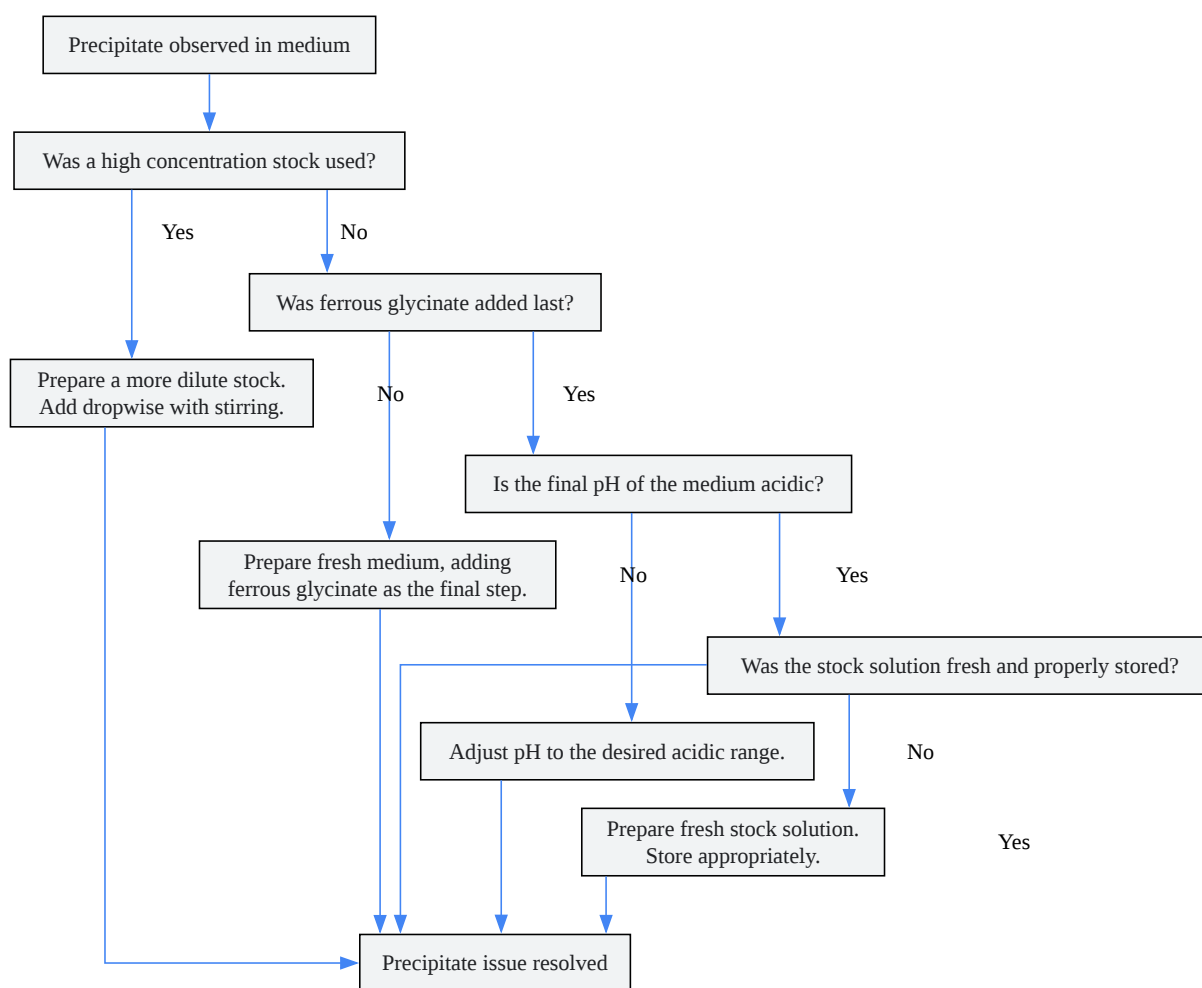 Precipitate observed in medium
Was a high concentration stock used?
Yes
No
Was ferrous glycinate added last?
Prepare a more dilute stock.
Add dropwise with stirring.
No
Yes
Is the final pH of the medium acidic?
Prepare fresh medium, adding
ferrous glycinate as the final step.
No
Yes
Was the stock solution fresh and properly stored?
Adjust pH to the desired acidic range.
No
Prepare fresh stock solution.
Store appropriately.
Yes
Precipitate issue resolved